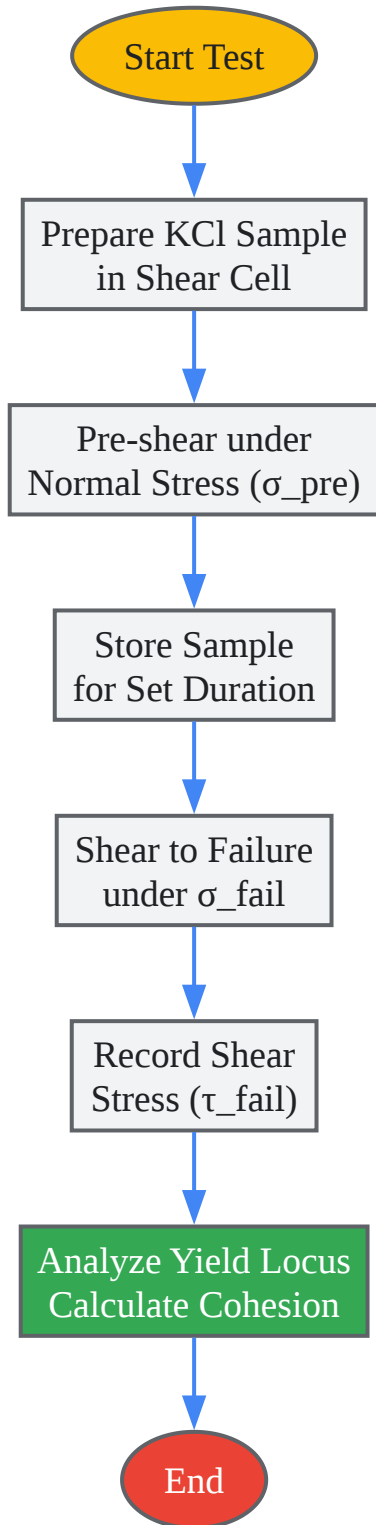 Start Test
Prepare KCl Sample
in Shear Cell
Pre-shear under
Normal Stress (σ_pre)
Store Sample
for Set Duration
Shear to Failure
under σ_fail
Record Shear
Stress (τ_fail)
Analyze Yield Locus
Calculate Cohesion
End